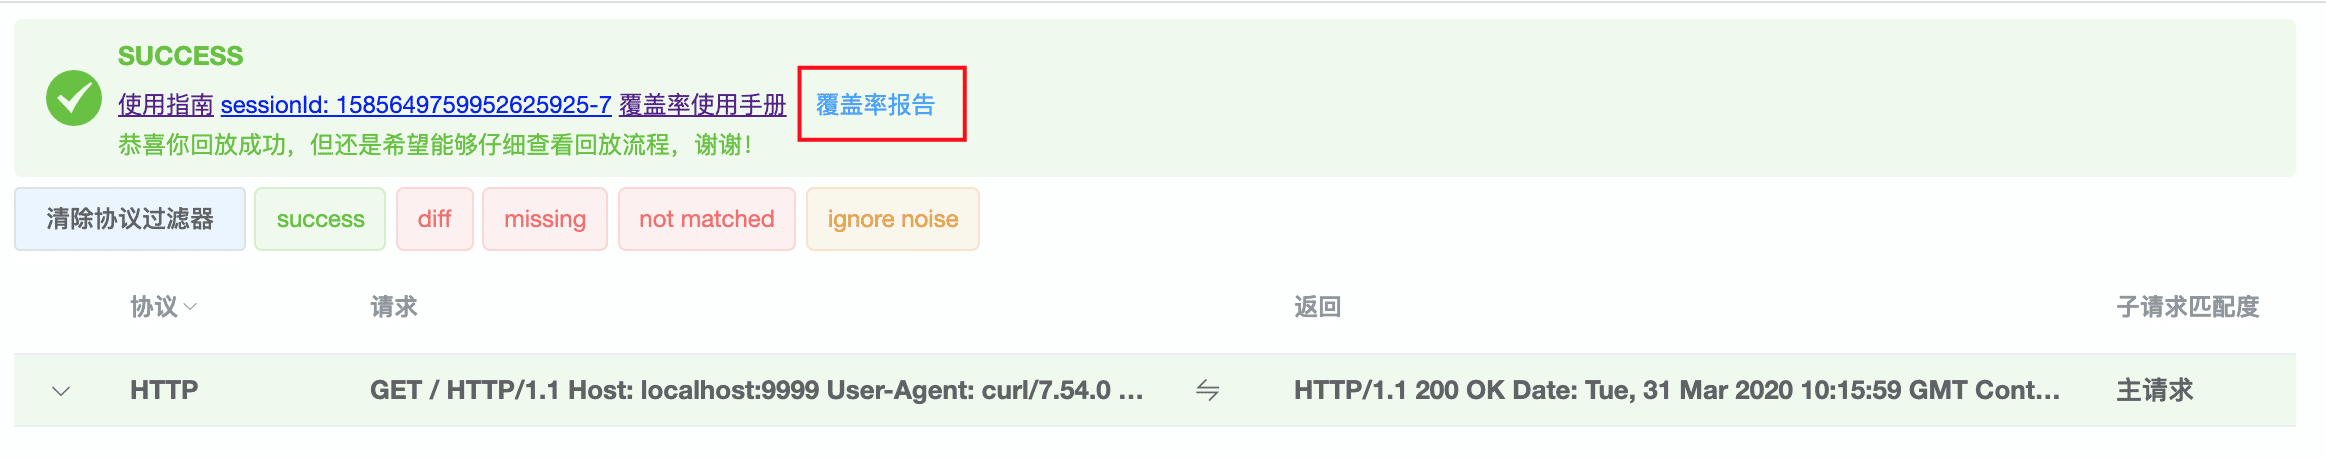 SUCCESS
使用指南 sessionId: 1585649759952625925-7 覆盖率使用手册 覆盖率报告
恭喜你回放成功，但还是希望能够仔细查看回放流程，谢谢！
清除协议过滤器 success diff missing not matched ignore noise
协议 请求 返回 子请求匹配度
HTTP GET / HTTP/1.1 Host: localhost:9999 User-Agent: curl/7.54.0 ... HTTP/1.1 200 OK Date: Tue, 31 Mar 2020 10:15:59 GMT Cont... 主请求